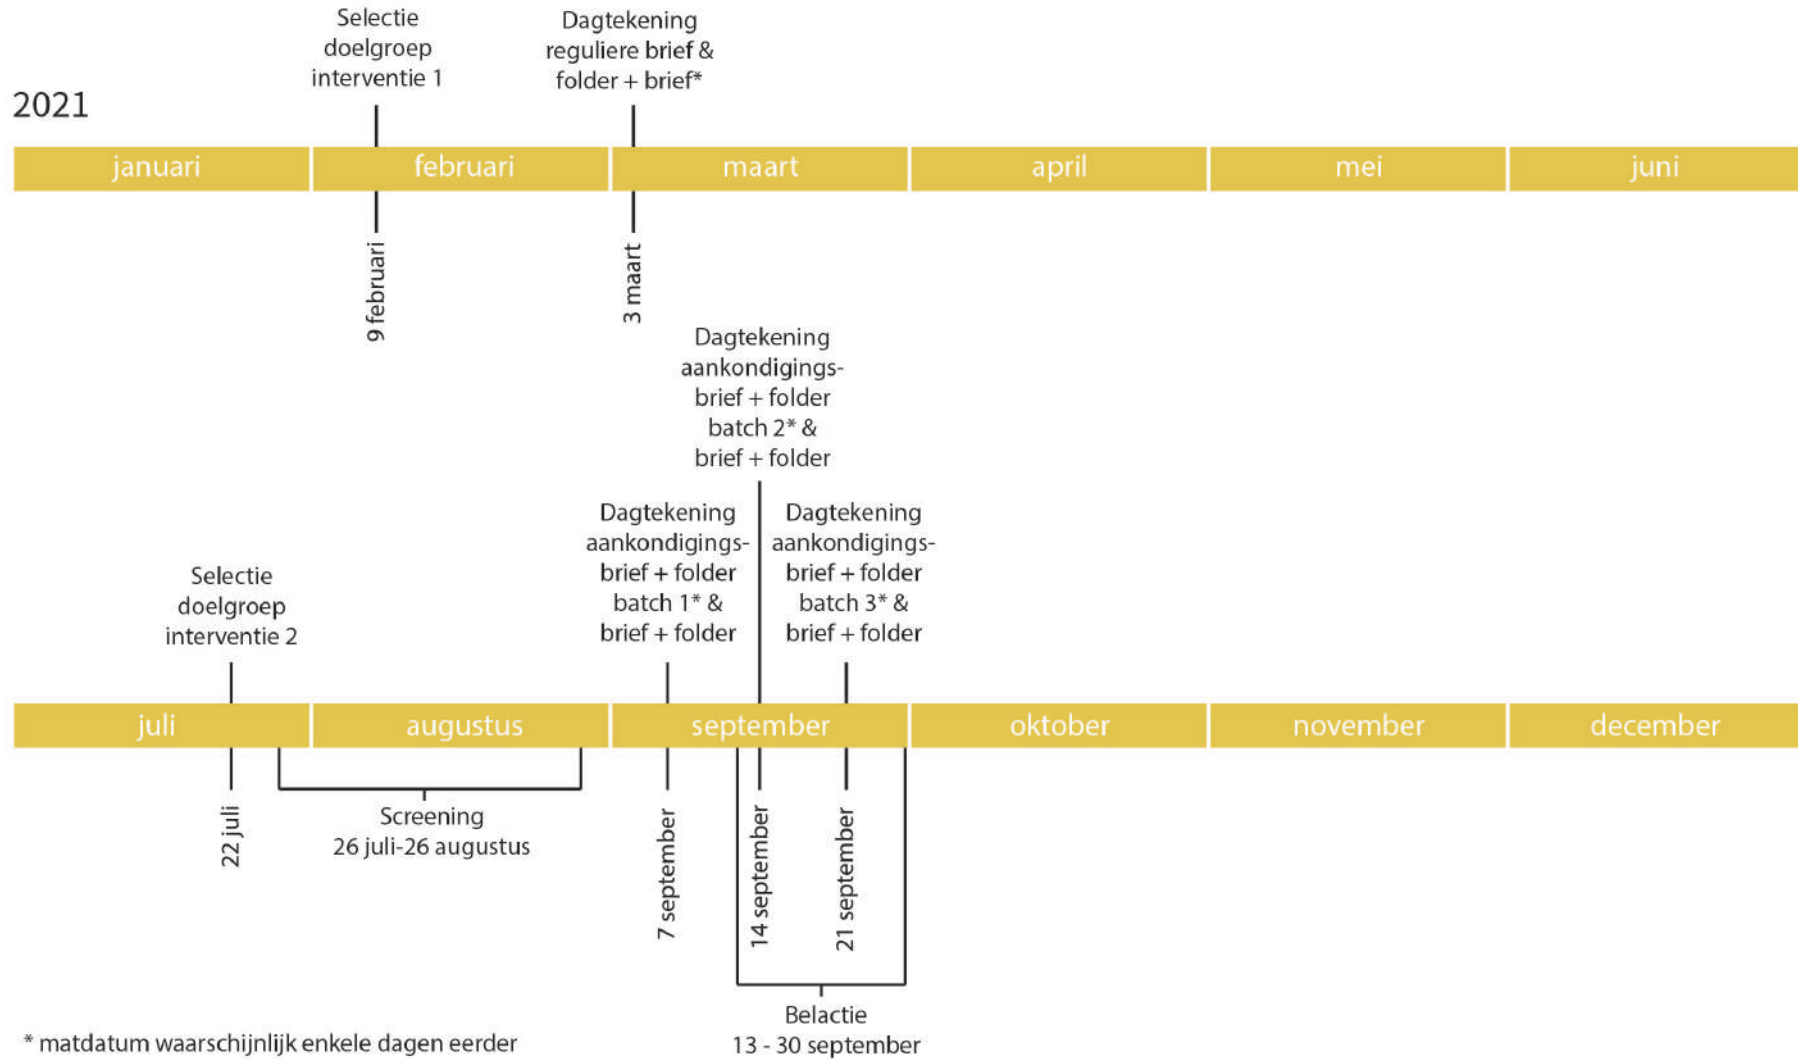 2021
Selectie
doelgroep
interventie 1
Dagtekening
reguliere brief &
folder + brief*
januari
februari
maart
april
mei
juni
9 februari
3 maart
Dagtekening
aankondigings-
brief + folder
batch 2* &
brief + folder
Selectie
doelgroep
interventie 2
Dagtekening
aankondigings-
brief + folder
batch 1* &
brief + folder
Dagtekening
aankondigings-
brief + folder
batch 3* &
brief + folder
juli
augustus
september
oktober
november
december
22 juli
Screening
26 juli-26 augustus
7 september
14 september
21 september
Belactie
13 - 30 september
* matdatum waarschijnlijk enkele dagen eerder